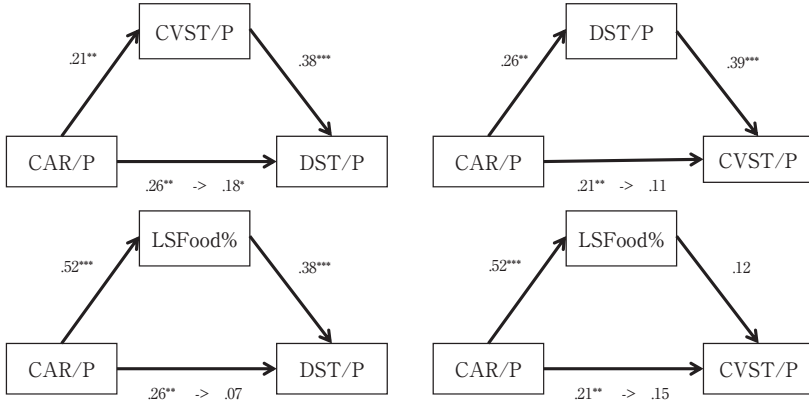 CVST/P
.21** .38***
CAR/P DST/P
.26** -> .18*
DST/P
.26** .39***
CAR/P CVST/P
.21** -> .11
LSFood%
.52*** .38***
CAR/P DST/P
.26** -> .07
LSFood%
.52*** .12
CAR/P CVST/P
.21** -> .15